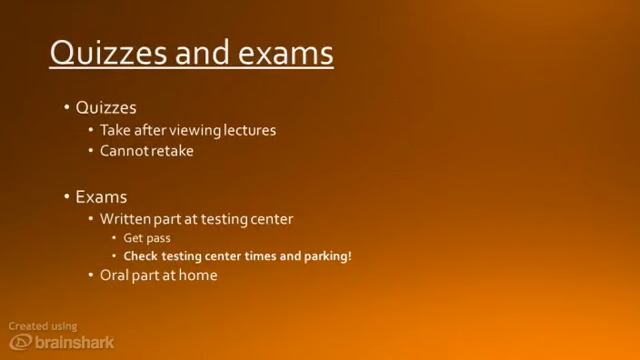 Quizzes and exams
• Quizzes
• Take after viewing lectures
• Cannot retake
• Exams
• Written part at testing center
• Get pass
• Check testing center times and parking!
• Oral part at home
Created using
brainshark